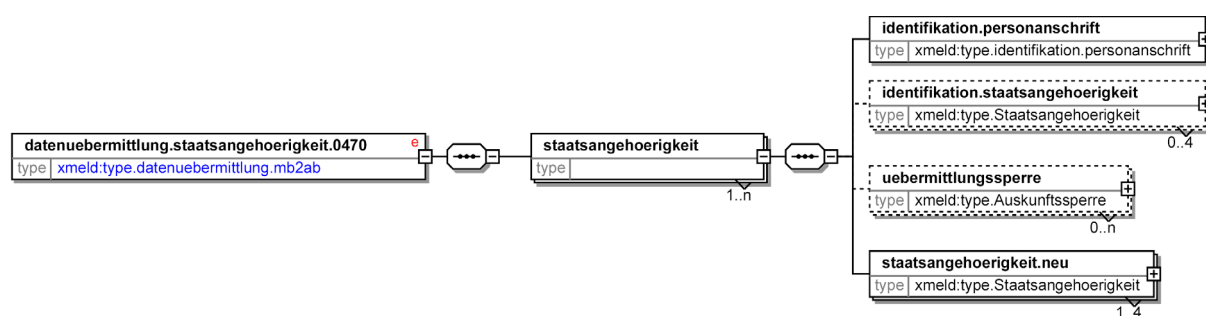 identifikation.personanschrift
type xmeld:type.identifikation.personanschrift
identifikation.staatsangehoerigkeit
type xmeld:type.Staatsangehoerigkeit
0..4
datenuebermittlung.staatsangehoerigkeit.0470 e
type xmeld:type.datenuebermittlung.mb2ab
staatsangehoerigkeit
type
1..n
uebermittlungssperre
type xmeld:type.Auskunftssperre
0..n
staatsangehoerigkeit.neu
type xmeld:type.Staatsangehoerigkeit
1..4